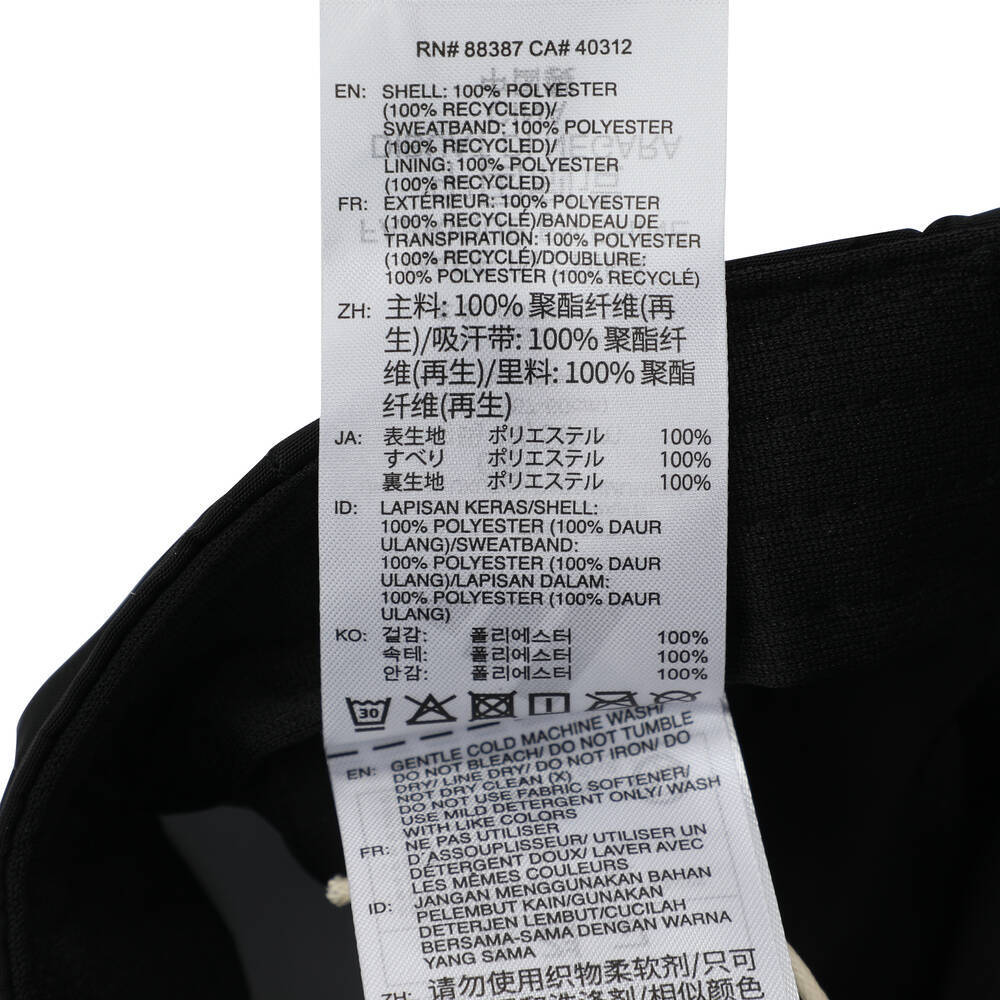 RN# 88387 CA# 40312
EN: SHELL: 100% POLYESTER
(100% RECYCLED)/
SWEATBAND: 100% POLYESTER
(100% RECYCLED)/
LINING: 100% POLYESTER
(100% RECYCLED)
FR: EXTÉRIEUR: 100% POLYESTER
(100% RECYCLÉ)/BANDEAU DE
TRANSPIRATION: 100% POLYESTER
(100% RECYCLÉ)/DOUBLURE:
100% POLYESTER (100% RECYCLÉ)
ZH: 主料: 100% 聚酯纤维(再
生)/吸汗带: 100% 聚酯纤
维(再生)/里料: 100% 聚酯
纤维(再生)
JA: 表生地 ポリエステル 100%
すべり ポリエステル 100%
裏生地 ポリエステル 100%
ID: LAPISAN KERAS/SHELL:
100% POLYESTER (100% DAUR
ULANG)/SWEATBAND:
100% POLYESTER (100% DAUR
ULANG)/LAPISAN DALAM:
100% POLYESTER (100% DAUR
ULANG)
KO: 겉감: 폴리에스터 100%
속테: 폴리에스터 100%
안감: 폴리에스터 100%
30
EN: GENTLE COLD MACHINE WASH/
DO NOT BLEACH/ DO NOT TUMBLE
DRY/ LINE DRY/ DO NOT IRON/ DO
NOT DRY CLEAN (X)
DO NOT USE FABRIC SOFTENER/
USE MILD DETERGENT ONLY/ WASH
WITH LIKE COLORS
FR: NE PAS UTILISER
D'ASSOUPLISSEUR/ UTILISER UN
DÉTERGENT DOUX/ LAVER AVEC
LES MÊMES COULEURS
ID: JANGAN MENGGUNAKAN BAHAN
PELEMBUT KAIN/GUNAKAN
DETERJEN LEMBUT/CUCILAH
BERSAMA-SAMA DENGAN WARNA
YANG SAMA
ZH: 请勿使用织物柔软剂/只可
洗涤剂/相似颜色